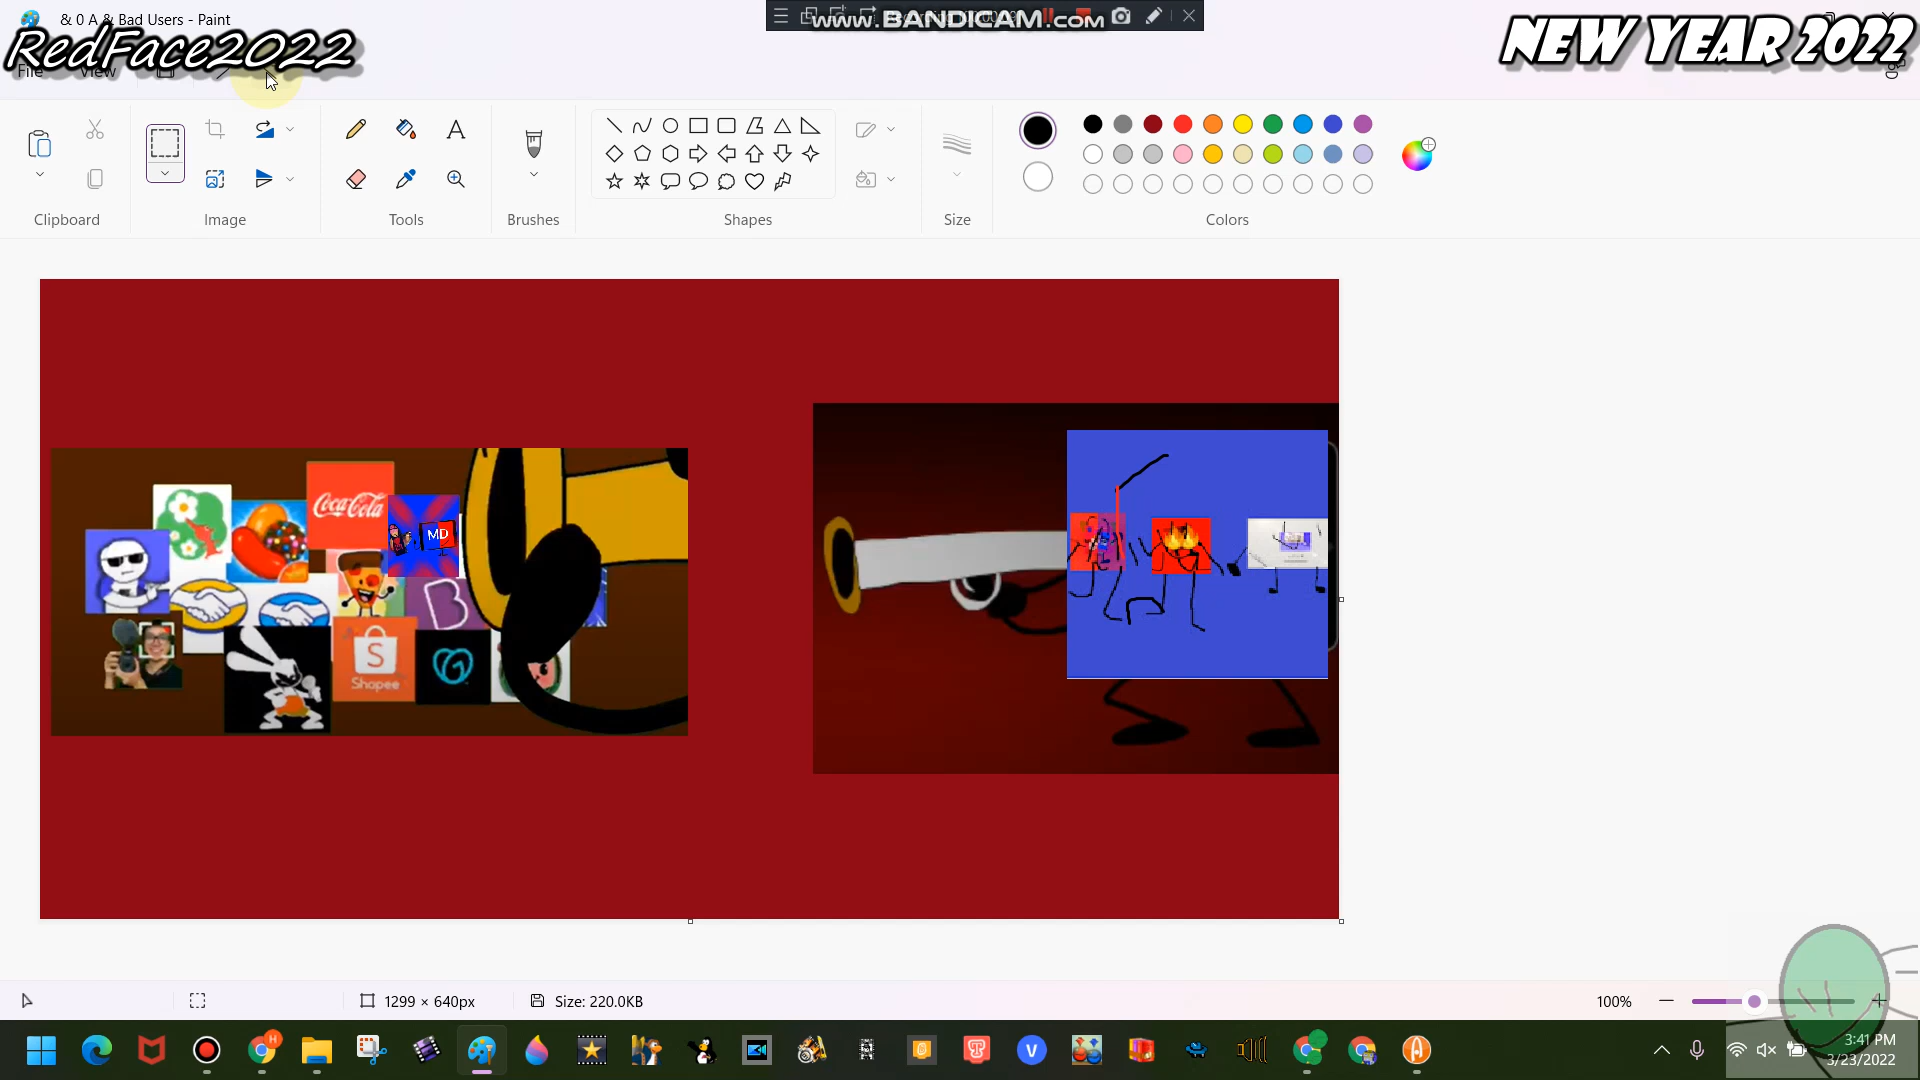 & 0 A & Bad Users - Paint
www.BANDICAM.com
RedFace2022
NEW YEAR 2022
File
View
Clipboard
Image
Tools
Brushes
Shapes
Size
Colors
Coca-Cola
MD
B
S
Shopee
1299 × 640px
Size: 220.0KB
100%
H
V
3:41 PM
3/23/2022